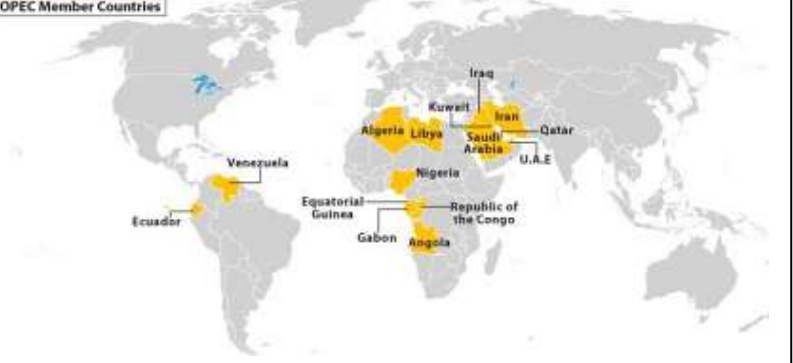 OPEC Member Countries
Iraq
Kuwait
Iran
Algeria
Libya
Saudi
Arabia
Qatar
U.A.E
Venezuela
Nigeria
Equatorial
Guinea
Republic of
the Congo
Ecuador
Gabon
Angola